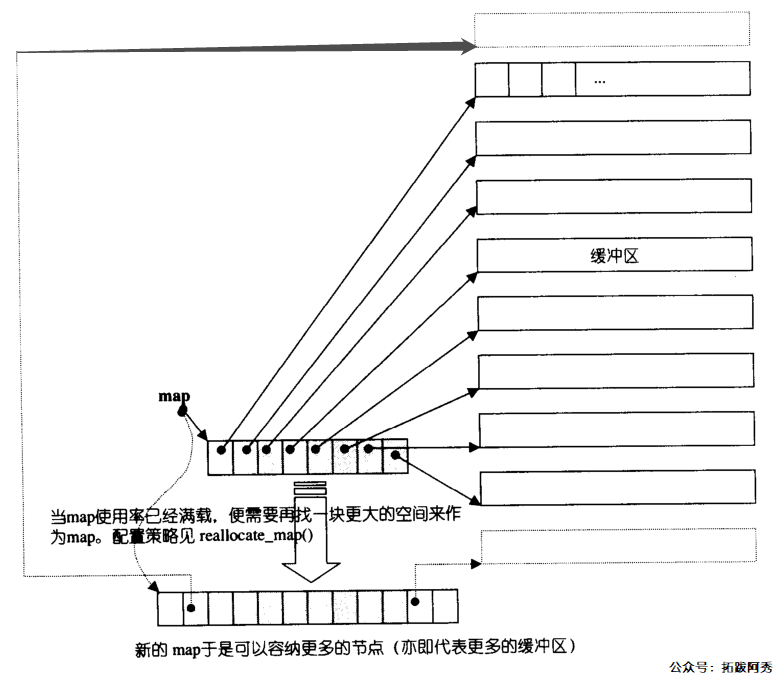 ...
缓冲区
map
当map使用率已经满载，便需要再找一块更大的空间来作
为map。配置策略见 reallocate_map()
新的 map于是可以容纳更多的节点（亦即代表更多的缓冲区）
公众号：拓跋阿秀